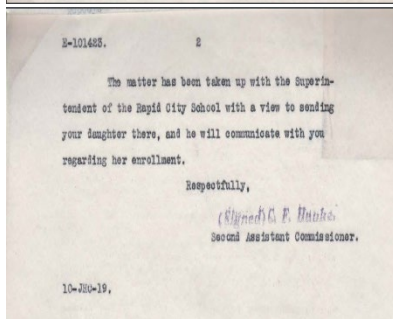 E-101423. 2
The matter has been taken up with the Superin-
tendent of the Rapid City School with a view to sending
your daughter there, and he will communicate with you
regarding her enrollment.
Respectfully,
(Signed) C. F. Hauke
Second Assistant Commissioner.
10-JHO-19.